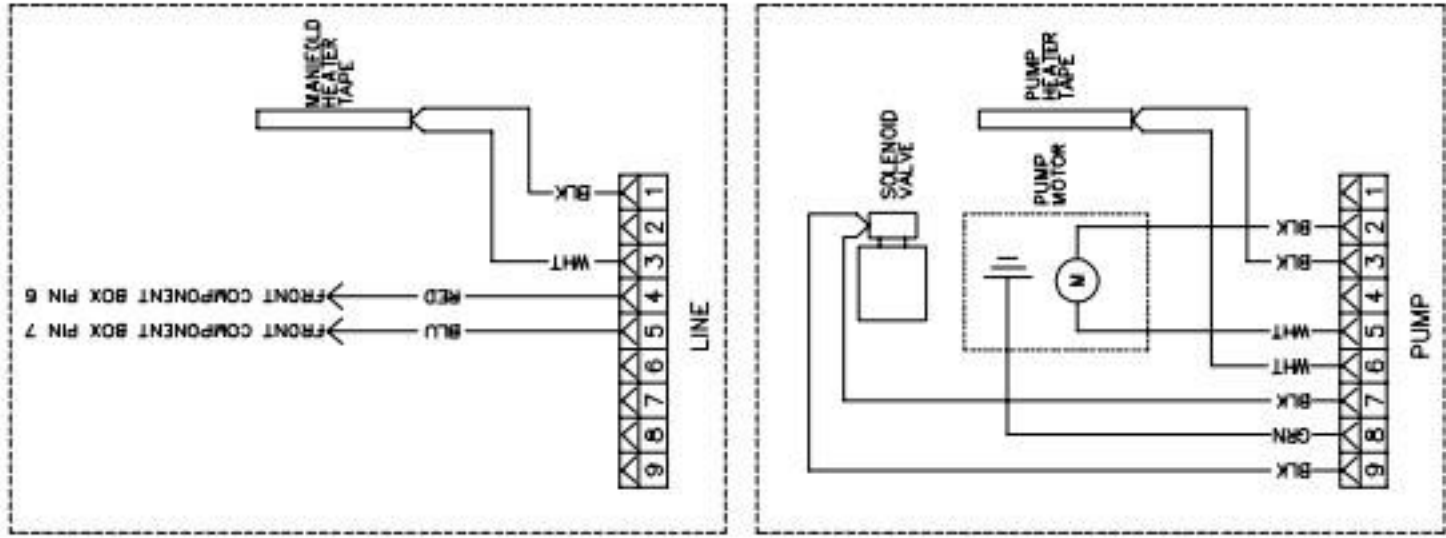 MANIFOLD
HEATER
TAPE
BLK
WHT
RED
FRONT COMPONENT BOX PIN 6
BLU
FRONT COMPONENT BOX PIN 7
1
2
3
4
5
6
7
8
9
LINE
SOLENOID
VALVE
PUMP
HEATER
TAPE
PUMP
MOTOR
M
BLK
BLK
WHT
WHT
BLK
GRN
BLK
1
2
3
4
5
6
7
8
9
PUMP